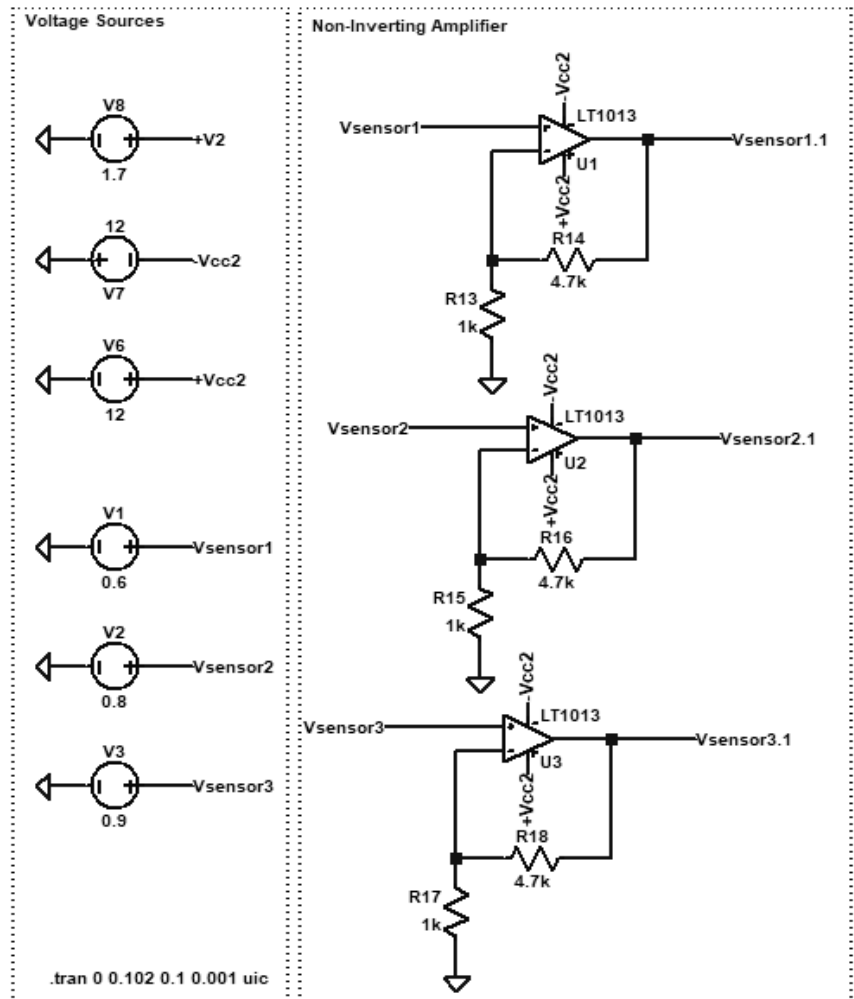 Voltage Sources
V8
+V2
1.7
12
-Vcc2
V7
V6
+Vcc2
12
V1
Vsensor1
0.6
V2
Vsensor2
0.8
V3
Vsensor3
0.9
.tran 0 0.102 0.1 0.001 uic
Non-Inverting Amplifier
-Vcc2
LT1013
Vsensor1
Vsensor1.1
U1
+Vcc2
R14
4.7k
R13
1k
-Vcc2
LT1013
Vsensor2
Vsensor2.1
U2
+Vcc2
R16
4.7k
R15
1k
-Vcc2
LT1013
Vsensor3
Vsensor3.1
U3
+Vcc2
R18
4.7k
R17
1k